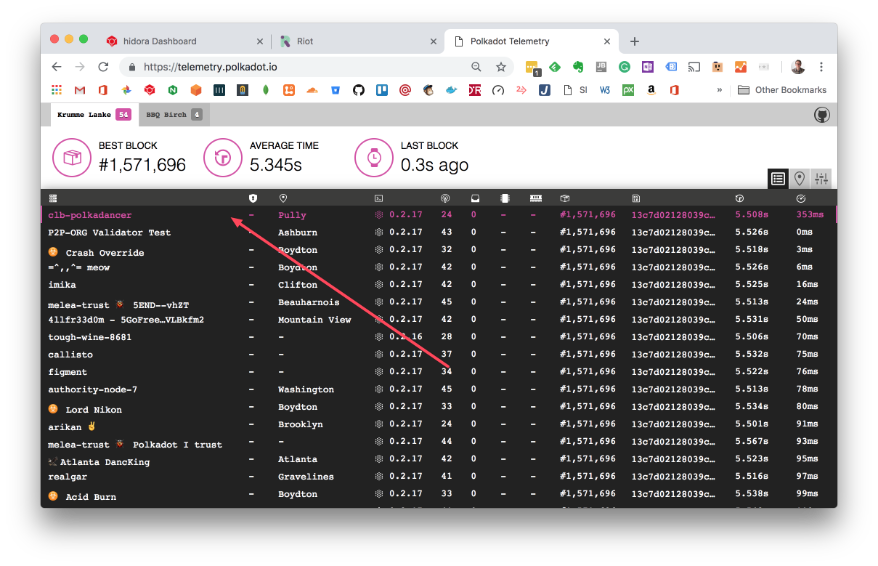 hidora Dashboard
Riot
Polkadot Telemetry
https://telemetry.polkadot.io
1
SI
W3
px
a
» Other Bookmarks
Krumme Lanke 54 BBQ Birch 4
BEST BLOCK
#1,571,696
AVERAGE TIME
5.345s
LAST BLOCK
0.3s ago
clb-polkadancer – Pully 0.2.17 24 0 – – #1,571,696 13c7d02128039c… 5.508s 353ms
P2P-ORG Validator Test – Ashburn 0.2.17 43 0 – – #1,571,696 13c7d02128039c… 5.526s 0ms
Crash Override – Boydton 0.2.17 32 0 – – #1,571,696 13c7d02128039c… 5.518s 3ms
=^,,^= meow – Boydton 0.2.17 42 0 – – #1,571,696 13c7d02128039c… 5.526s 6ms
imika – Clifton 0.2.17 42 0 – – #1,571,696 13c7d02128039c… 5.525s 16ms
melea-trust 5END--vhZT – Beauharnois 0.2.17 45 0 – – #1,571,696 13c7d02128039c… 5.513s 24ms
4llfr33d0m - 5GoFree…VLBkfm2 – Mountain View 0.2.17 42 0 – – #1,571,696 13c7d02128039c… 5.531s 50ms
tough-wine-8681 – – 0.2.16 28 0 – – #1,571,696 13c7d02128039c… 5.506s 70ms
callisto – – 0.2.17 37 0 – – #1,571,696 13c7d02128039c… 5.532s 75ms
figment – – 0.2.17 34 0 – – #1,571,696 13c7d02128039c… 5.522s 76ms
authority-node-7 – Washington 0.2.17 45 0 – – #1,571,696 13c7d02128039c… 5.513s 78ms
Lord Nikon – Boydton 0.2.17 33 0 – – #1,571,696 13c7d02128039c… 5.534s 80ms
arikan ✌ – Brooklyn 0.2.17 24 0 – – #1,571,696 13c7d02128039c… 5.501s 91ms
melea-trust Polkadot I trust – – 0.2.17 44 0 – – #1,571,696 13c7d02128039c… 5.567s 93ms
Atlanta DancKing – Atlanta 0.2.17 42 0 – – #1,571,696 13c7d02128039c… 5.523s 95ms
realgar – Gravelines 0.2.17 41 0 – – #1,571,696 13c7d02128039c… 5.516s 97ms
Acid Burn – Boydton 0.2.17 33 0 – – #1,571,696 13c7d02128039c… 5.538s 99ms